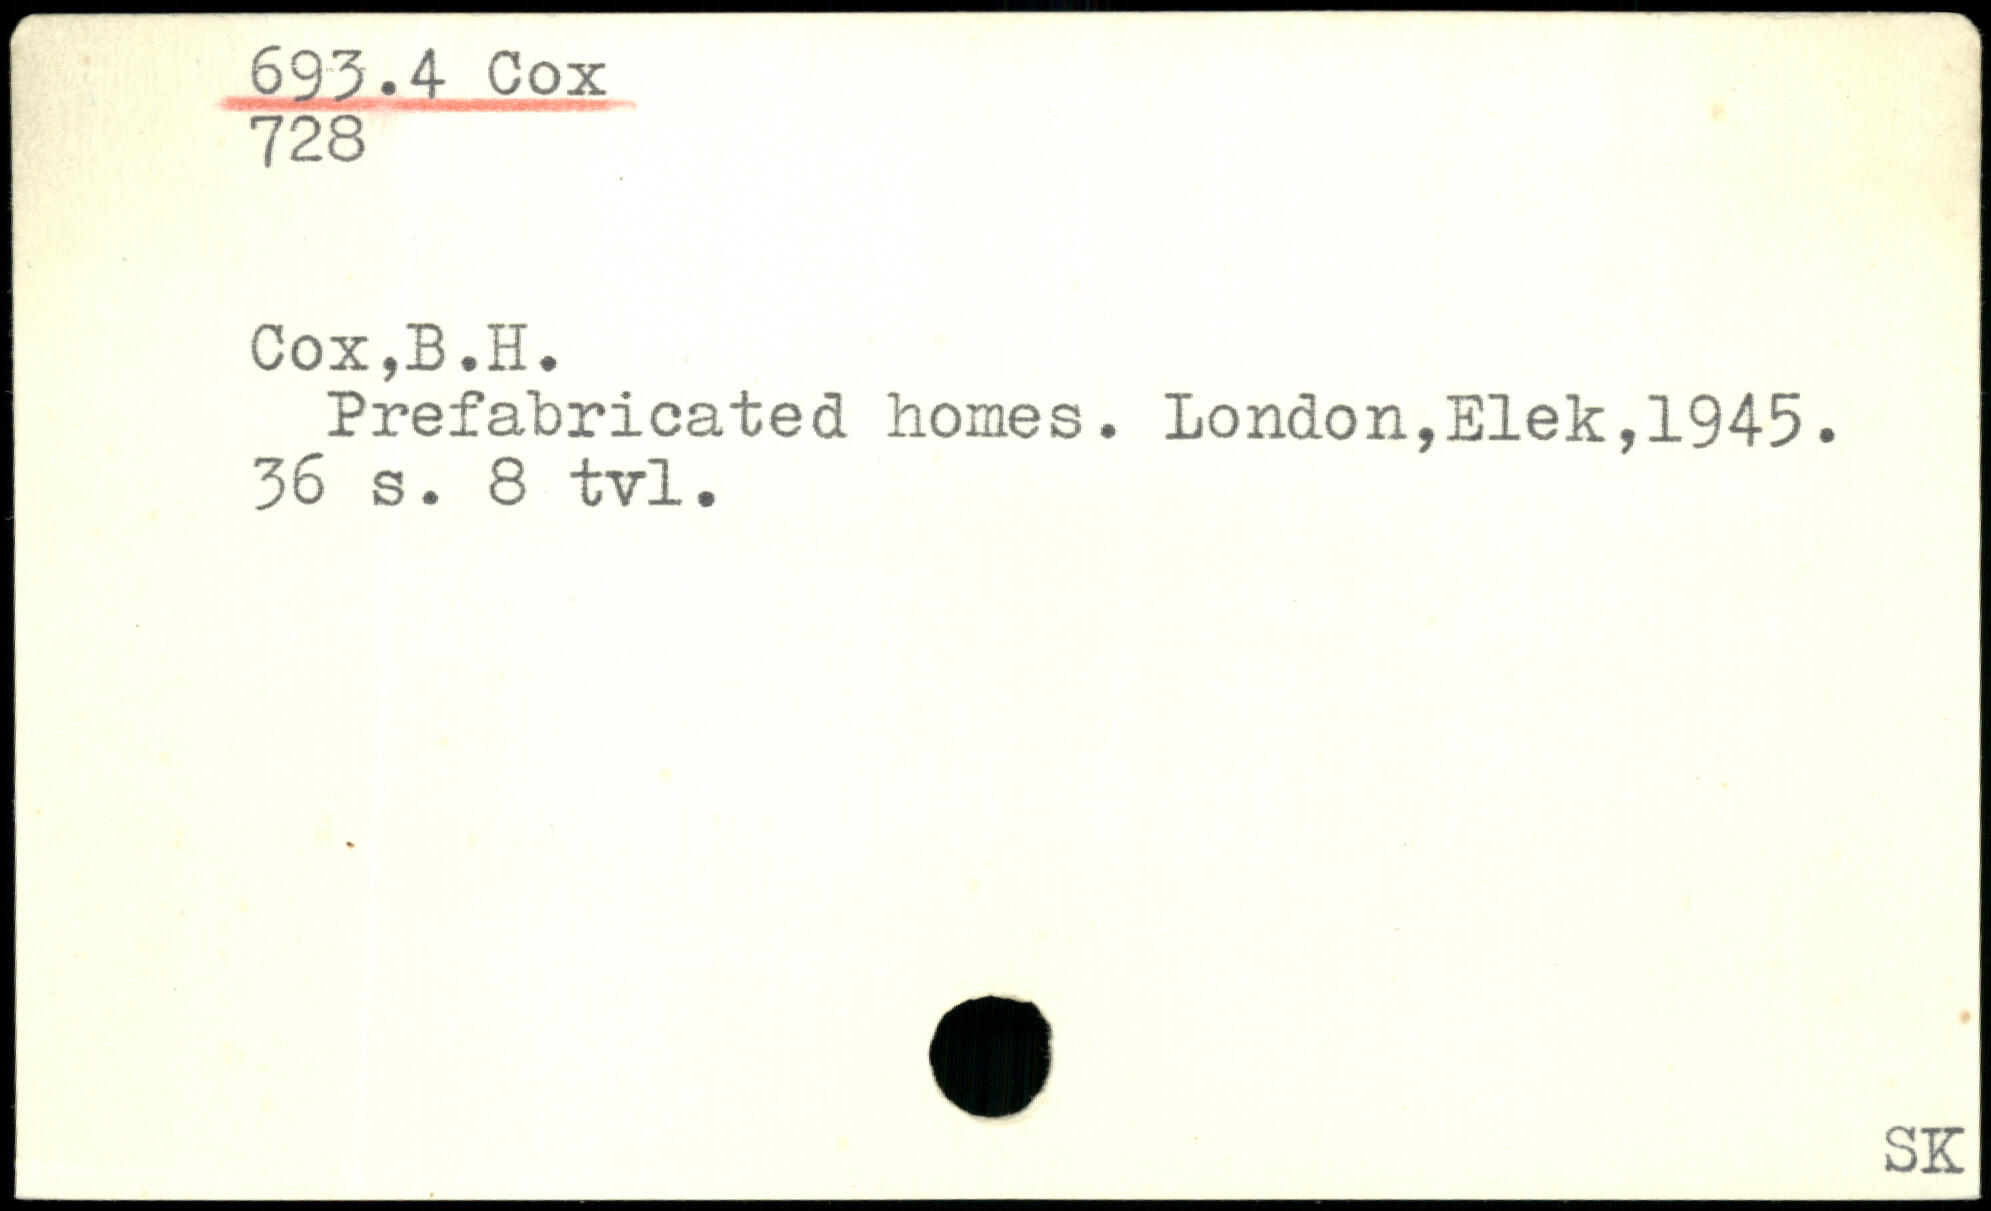 693.4 Cox
728
Cox,B.H.
Prefabricated homes. London,Elek,1945.
36 s. 8 tvl.
SK